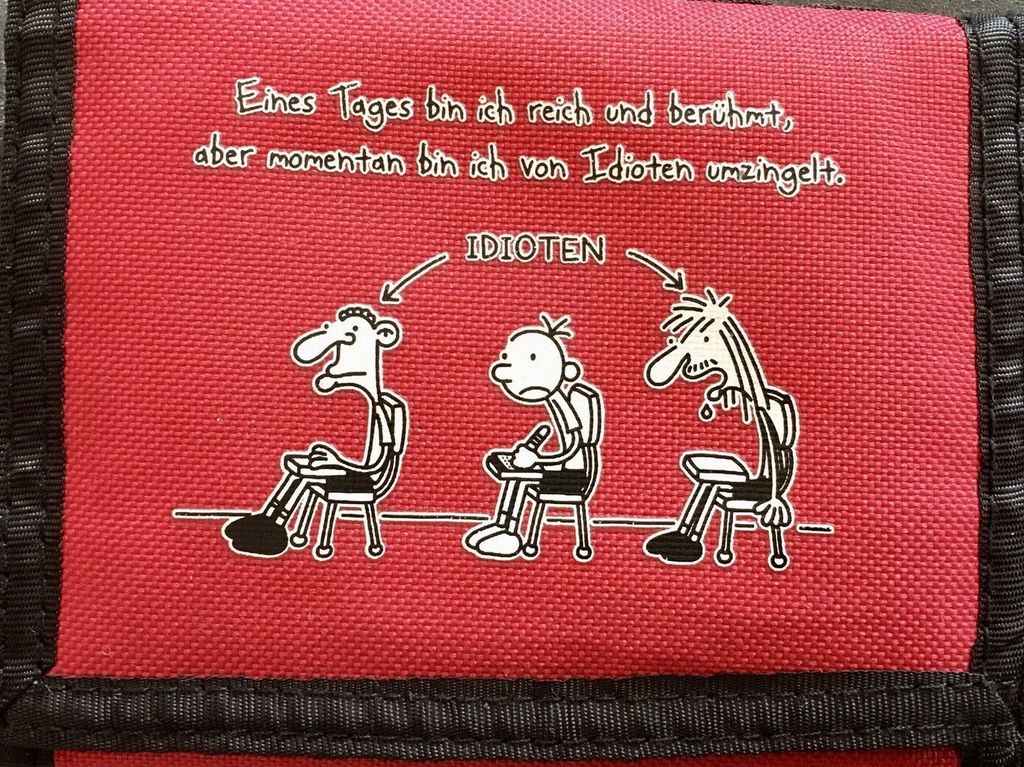 Eines Tages bin ich reich und berühmt,
aber momentan bin ich von Idioten umzingelt.
IDIOTEN